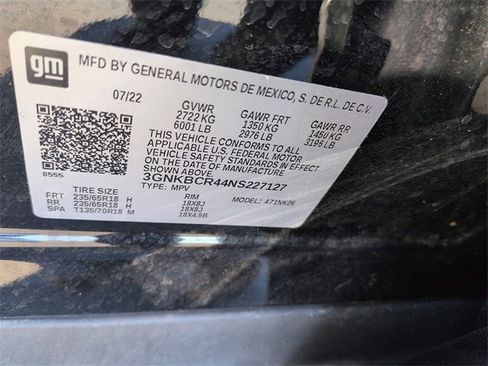 gm
MFD BY GENERAL MOTORS DE MEXICO, S. DE R.L. DE C.V.
07/22 GVWR GAWR FRT GAWR RR
2722 KG 1350 KG 1450 KG
6001 LB 2976 LB 3196 LB
THIS VEHICLE CONFORMS TO ALL
APPLICABLE U.S. FEDERAL MOTOR
VEHICLE SAFETY STANDARDS IN EFFECT
ON THE DATE OF MANUFACTURE SHOWN ABOVE.
8555 3GNKBCR44NS227127
TYPE: MPV MODEL: 471NK26
TIRE SIZE RIM
FRT 235/65R18 H 18X8J
RR 235/65R18 H 18X8J
SPA T135/70R18 M 18X4.5B